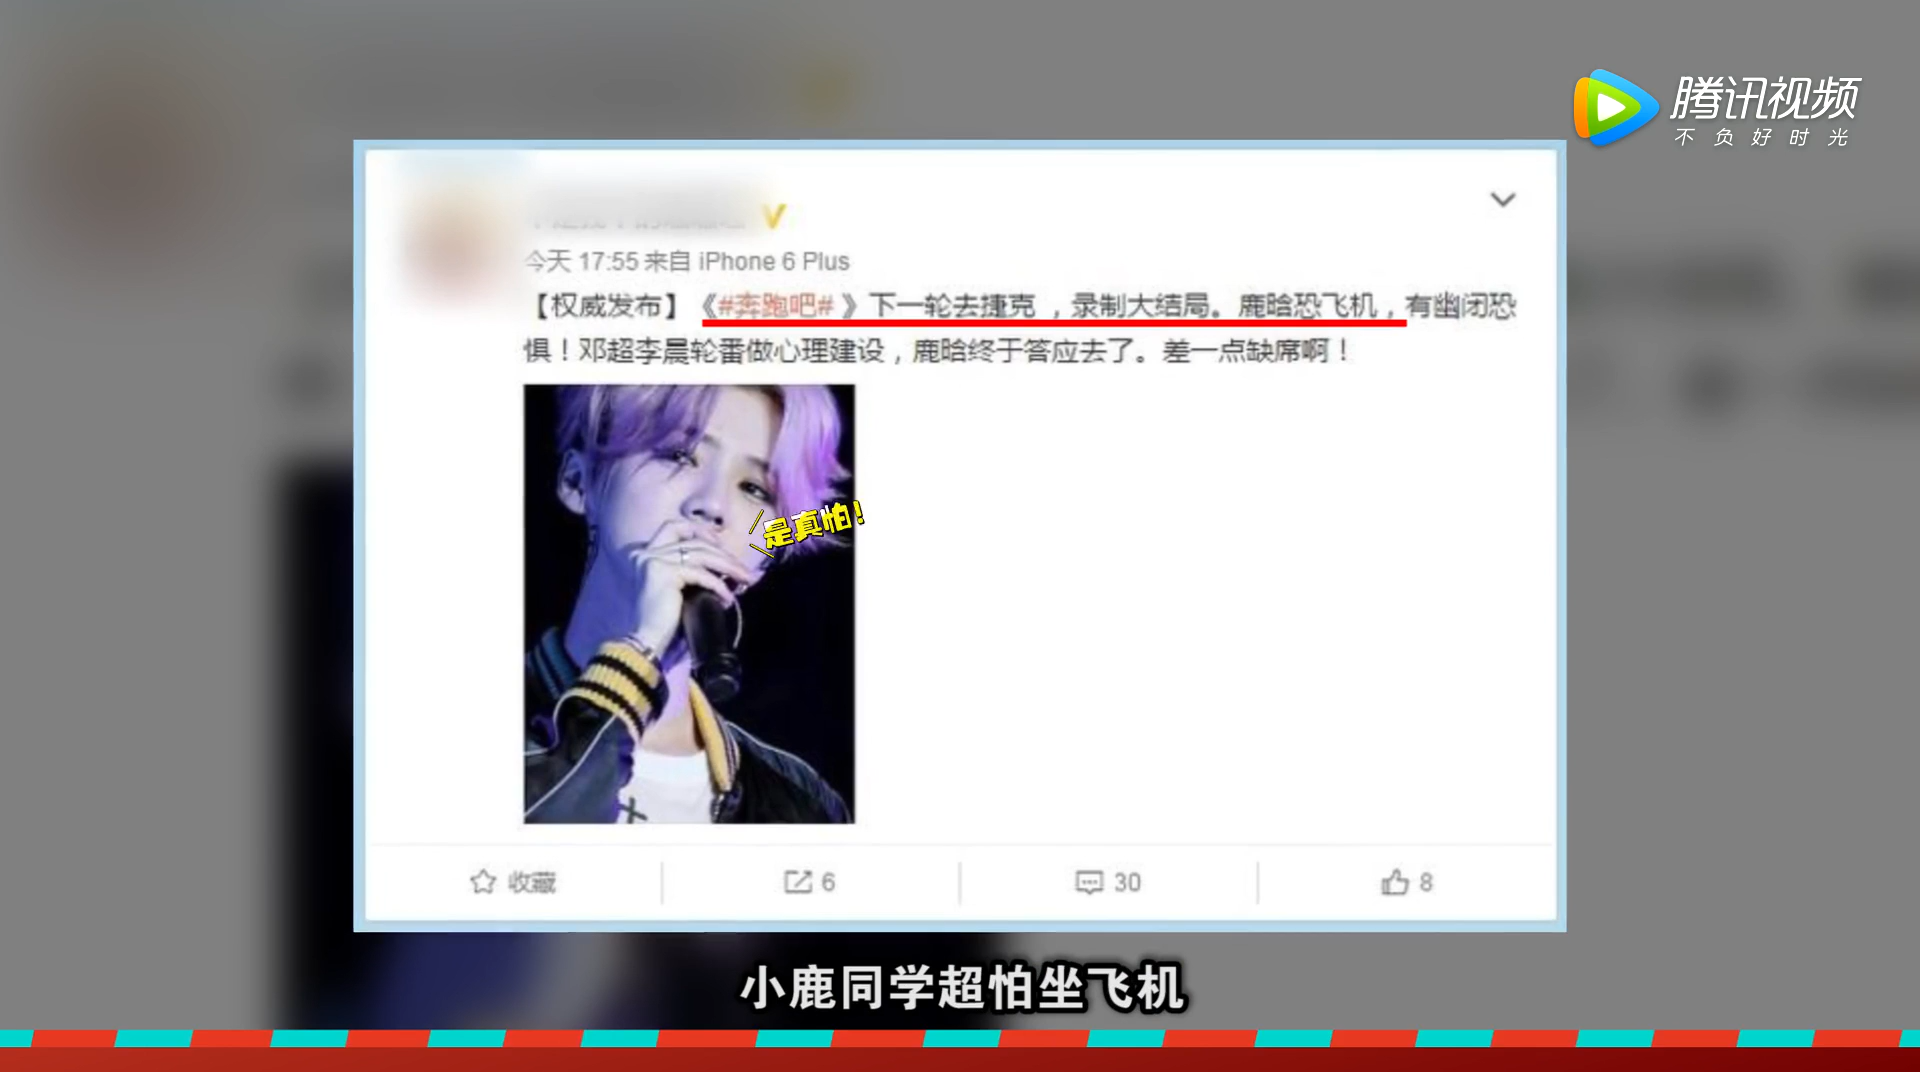 腾讯视频
不负好时光
今天 17:55 来自 iPhone 6 Plus
【权威发布】《#奔跑吧#》下一轮去捷克，录制大结局。鹿晗恐飞机，有幽闭恐
惧！邓超李晨轮番做心理建设，鹿晗终于答应去了。差一点缺席啊！
是真怕！
收藏
6
30
8
小鹿同学超怕坐飞机